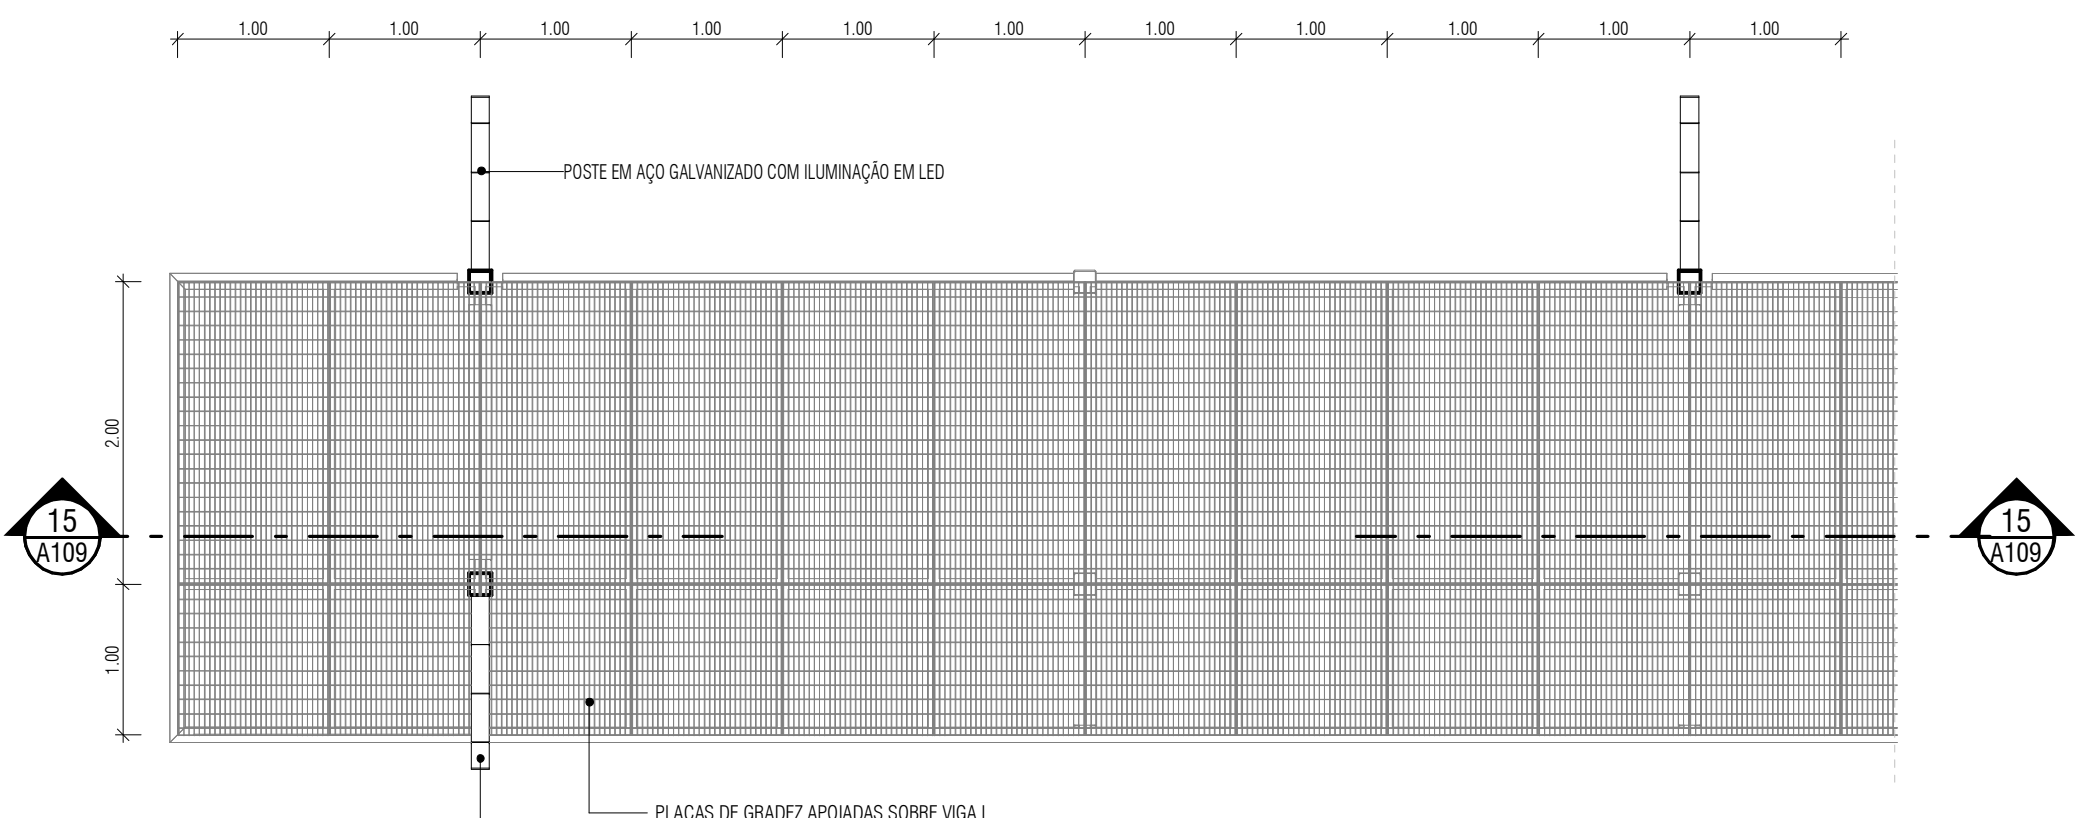 1.00 1.00 1.00 1.00 1.00 1.00 1.00 1.00 1.00 1.00 1.00
POSTE EM AÇO GALVANIZADO COM ILUMINAÇÃO EM LED
2.00
15
A109
15
A109
1.00
PLACAS DE GRADEZ APOIADAS SOBRE VIGA I